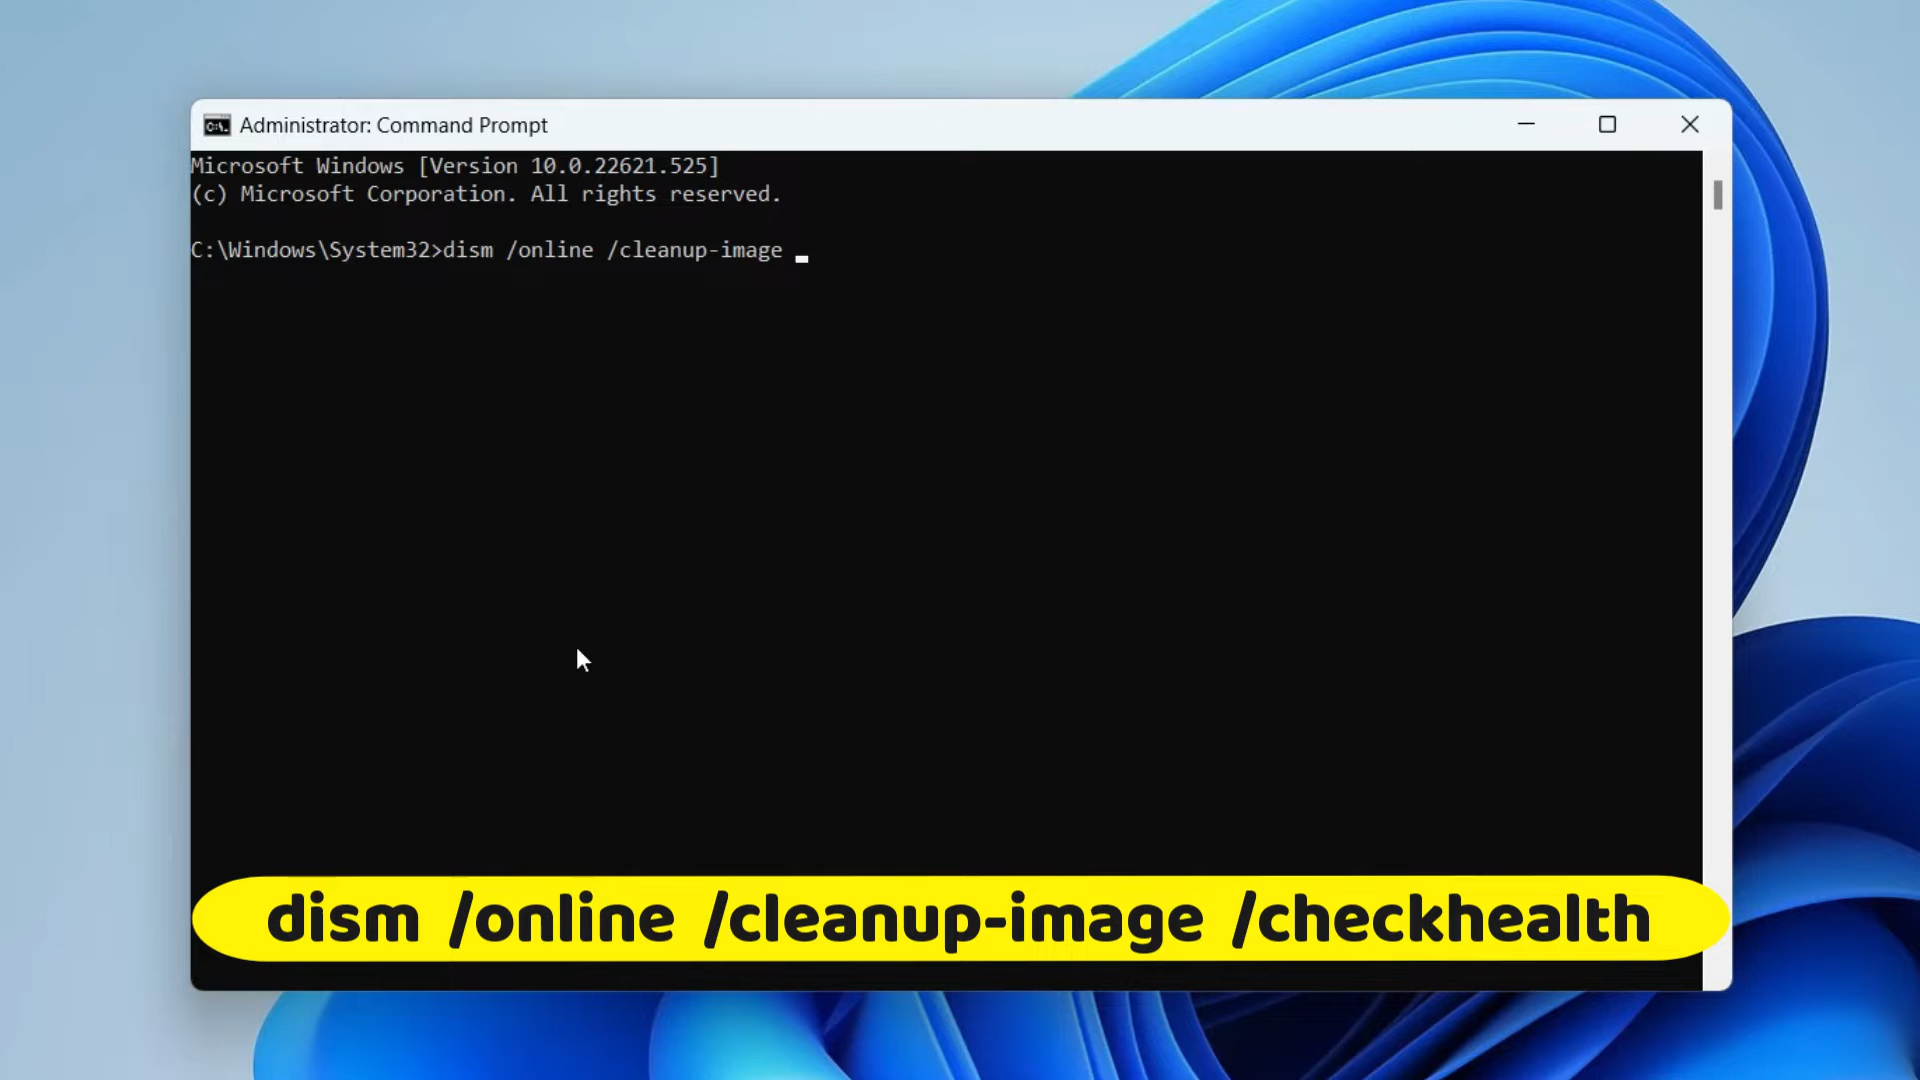 Administrator: Command Prompt
Microsoft Windows [Version 10.0.22621.525]
(c) Microsoft Corporation. All rights reserved.
C:\Windows\System32>dism /online /cleanup-image
dism /online /cleanup-image /checkhealth